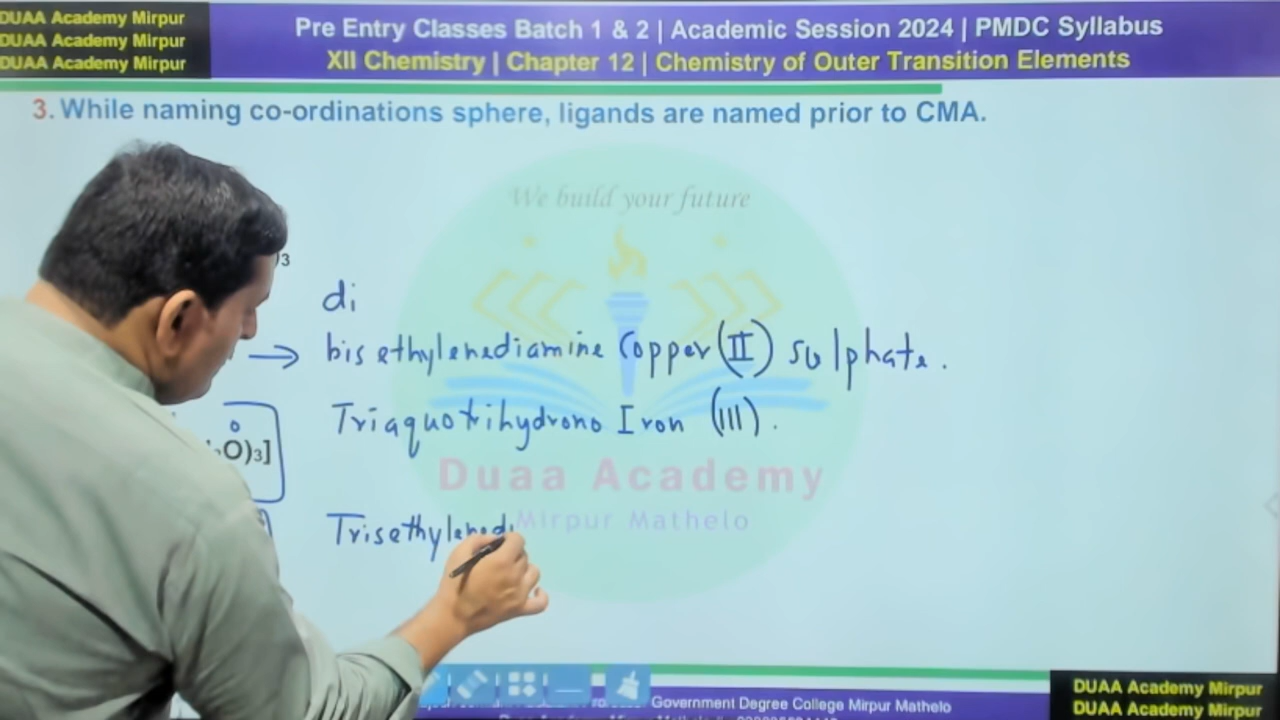 DUAA Academy Mirpur
DUAA Academy Mirpur
DUAA Academy Mirpur
Pre Entry Classes Batch 1 & 2 | Academic Session 2024 | PMDC Syllabus
XII Chemistry | Chapter 12 | Chemistry of Outer Transition Elements
3. While naming co-ordinations sphere, ligands are named prior to CMA.
We build your future
)3
di
→ bis ethylenediamine Copper (II) sulphate.
Triaquotrihydrono Iron (III).
O)3]
Duaa Academy
Mirpur Mathelo
Trisethylenedi
Government Degree College Mirpur Mathelo
DUAA Academy Mirpur
DUAA Academy Mirpur